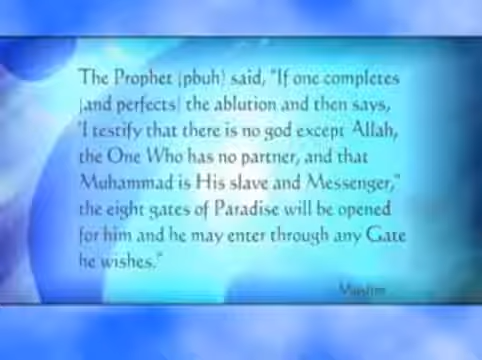 The Prophet (pbuh) said, "If one completes
(and perfects) the ablution and then says,
"I testify that there is no god except Allah,
the One Who has no partner, and that
Muhammad is His slave and Messenger,"
the eight gates of Paradise will be opened
for him and he may enter through any Gate
he wishes."
Muslim